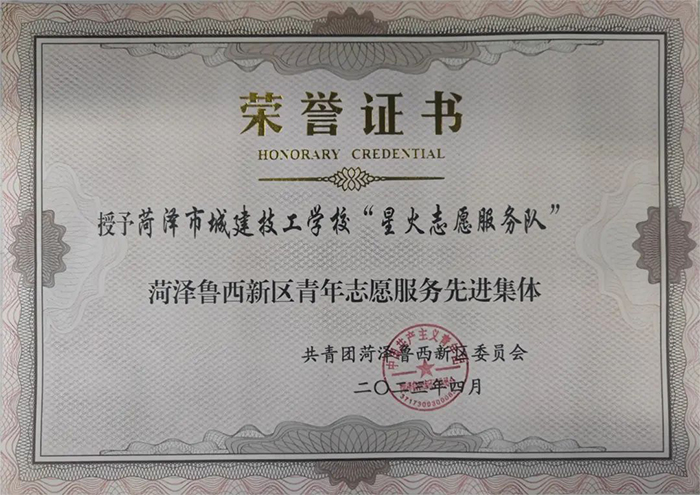 荣誉证书
HONORARY CREDENTIAL
授予菏泽市城建技工学校“星火志愿服务队”
菏泽鲁西新区青年志愿服务先进集体
共青团菏泽鲁西新区委员会
二〇二三年四月